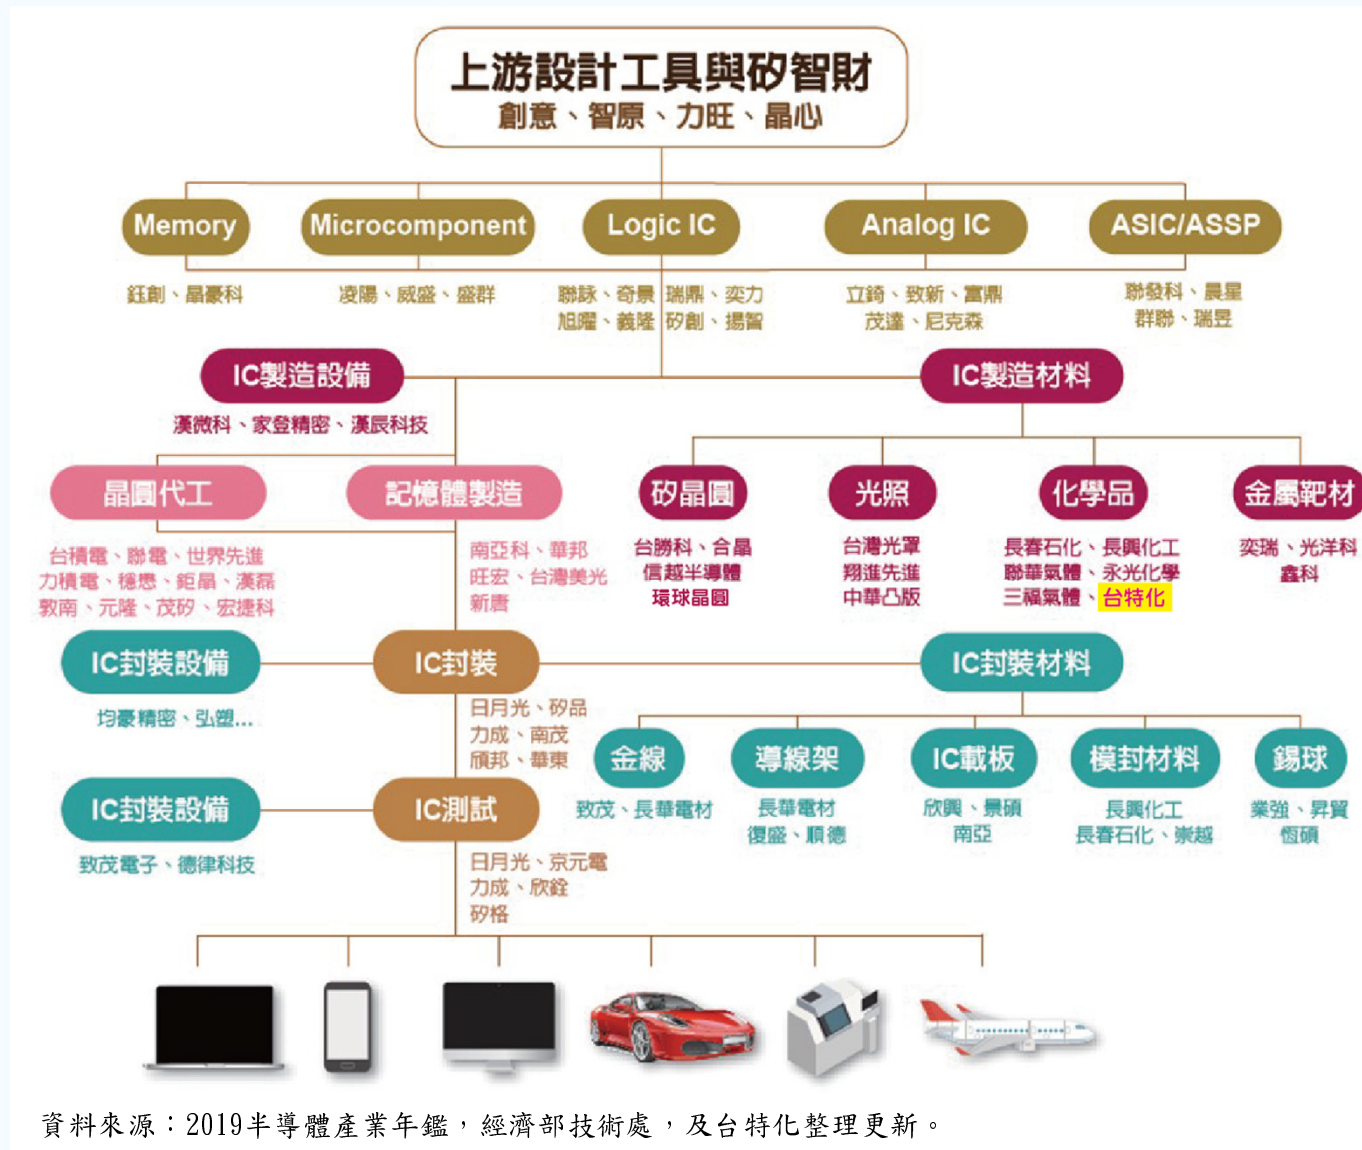 上游設計工具與矽智財
創意、智原、力旺、晶心
Memory
Microcomponent
Logic IC
Analog IC
ASIC/ASSP
鈺創、晶豪科
凌陽、威盛、盛群
聯詠、奇景、瑞鼎、奕力
旭曜、義隆、矽創、揚智
立錡、致新、富鼎
茂達、尼克森
聯發科、晨星
群聯、瑞昱
IC製造設備
漢微科、家登精密、漢辰科技
IC製造材料
晶圓代工
記憶體製造
矽晶圓
光照
化學品
金屬靶材
台積電、聯電、世界先進
力積電、穩懋、鉅晶、漢磊
敦南、元隆、茂矽、宏捷科
南亞科、華邦
旺宏、台灣美光
新唐
台勝科、合晶
信越半導體
環球晶圓
台灣光罩
翔進先進
中華凸版
長春石化、長興化工
聯華氣體、永光化學
三福氣體、台特化
奕瑞、光洋科
鑫科
IC封裝設備
均豪精密、弘塑...
IC封裝
日月光、矽品
力成、南茂
頎邦、華東
IC封裝材料
金線
導線架
IC載板
模封材料
錫球
致茂、長華電材
長華電材
復盛、順德
欣興、景碩
南亞
長興化工
長春石化、崇越
業強、昇貿
恆碩
IC封裝設備
致茂電子、德律科技
IC測試
日月光、京元電
力成、欣銓
矽格
資料來源：2019半導體產業年鑑，經濟部技術處，及台特化整理更新。